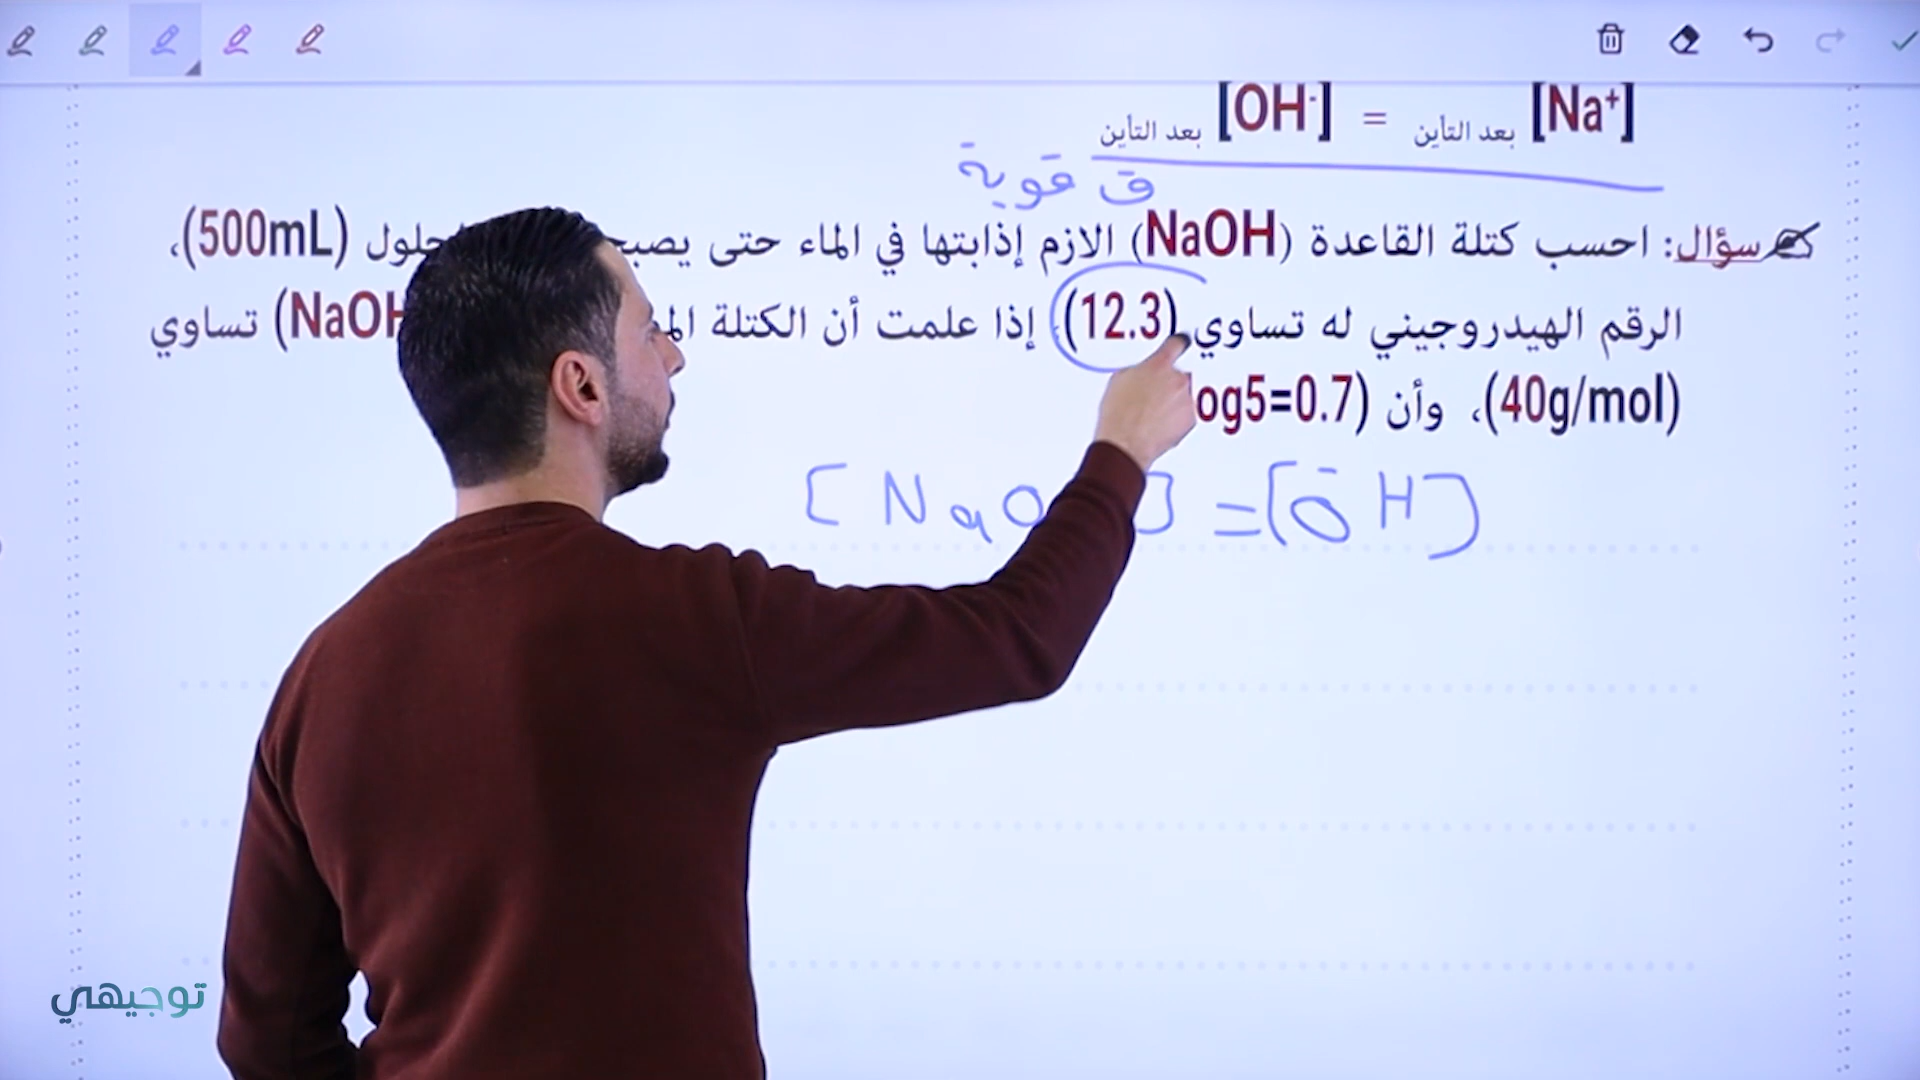 [Na⁺] بعد التأين = [OH⁻] بعد التأين
ق قوية
سؤال: احسب كتلة القاعدة (NaOH) الازم إذابتها في الماء حتى يصبح (500mL)،
الرقم الهيدروجيني له تساوي (12.3) إذا علمت أن الكتلة NaOH) تساوي
(40g/mol)، وأن og5=0.7)
[NaO ] = [OH⁻]
توجيهي